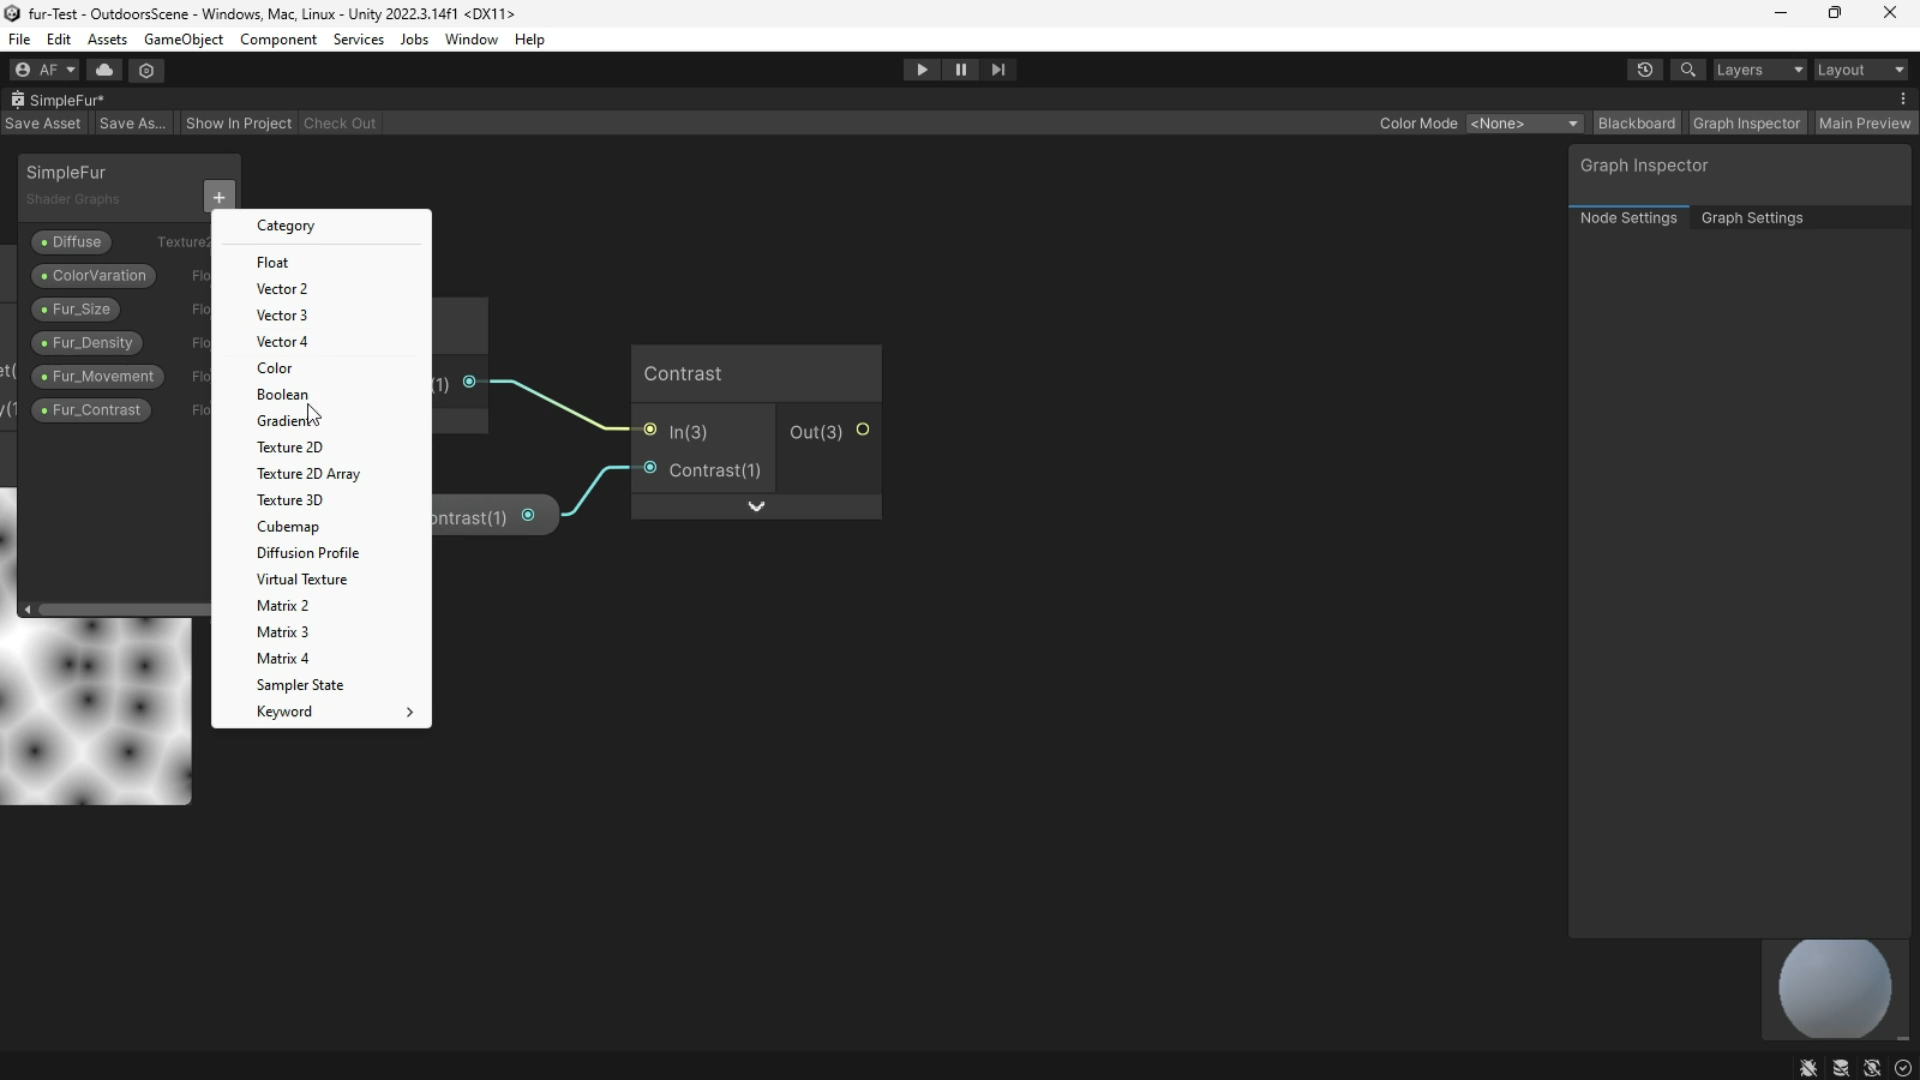 fur-Test - OutdoorsScene - Windows, Mac, Linux - Unity 2022.3.14f1 <DX11>
File Edit Assets GameObject Component Services Jobs Window Help
AF Layers Layout
SimpleFur*
Save Asset Save As... Show In Project Check Out Color Mode <None> Blackboard Graph Inspector Main Preview
SimpleFur
Shader Graphs
+
Diffuse Texture2
ColorVaration Flo
Fur_Size Flo
Fur_Density Flo
Fur_Movement Flo
Fur_Contrast Flo
Category
Float
Vector 2
Vector 3
Vector 4
Color
Boolean
Gradient
Texture 2D
Texture 2D Array
Texture 3D
Cubemap
Diffusion Profile
Virtual Texture
Matrix 2
Matrix 3
Matrix 4
Sampler State
Keyword
et(
y(1
(1)
ontrast(1)
Contrast
In(3) Out(3)
Contrast(1)
Graph Inspector
Node Settings Graph Settings